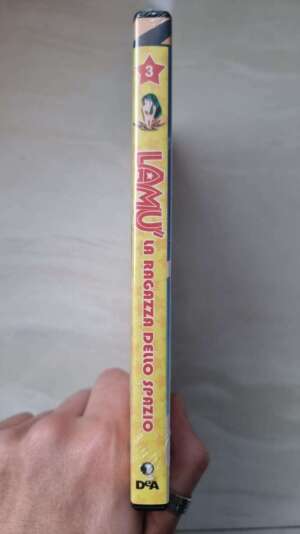 3
LAMU'
LA RAGAZZA DELLO SPAZIO
DeA